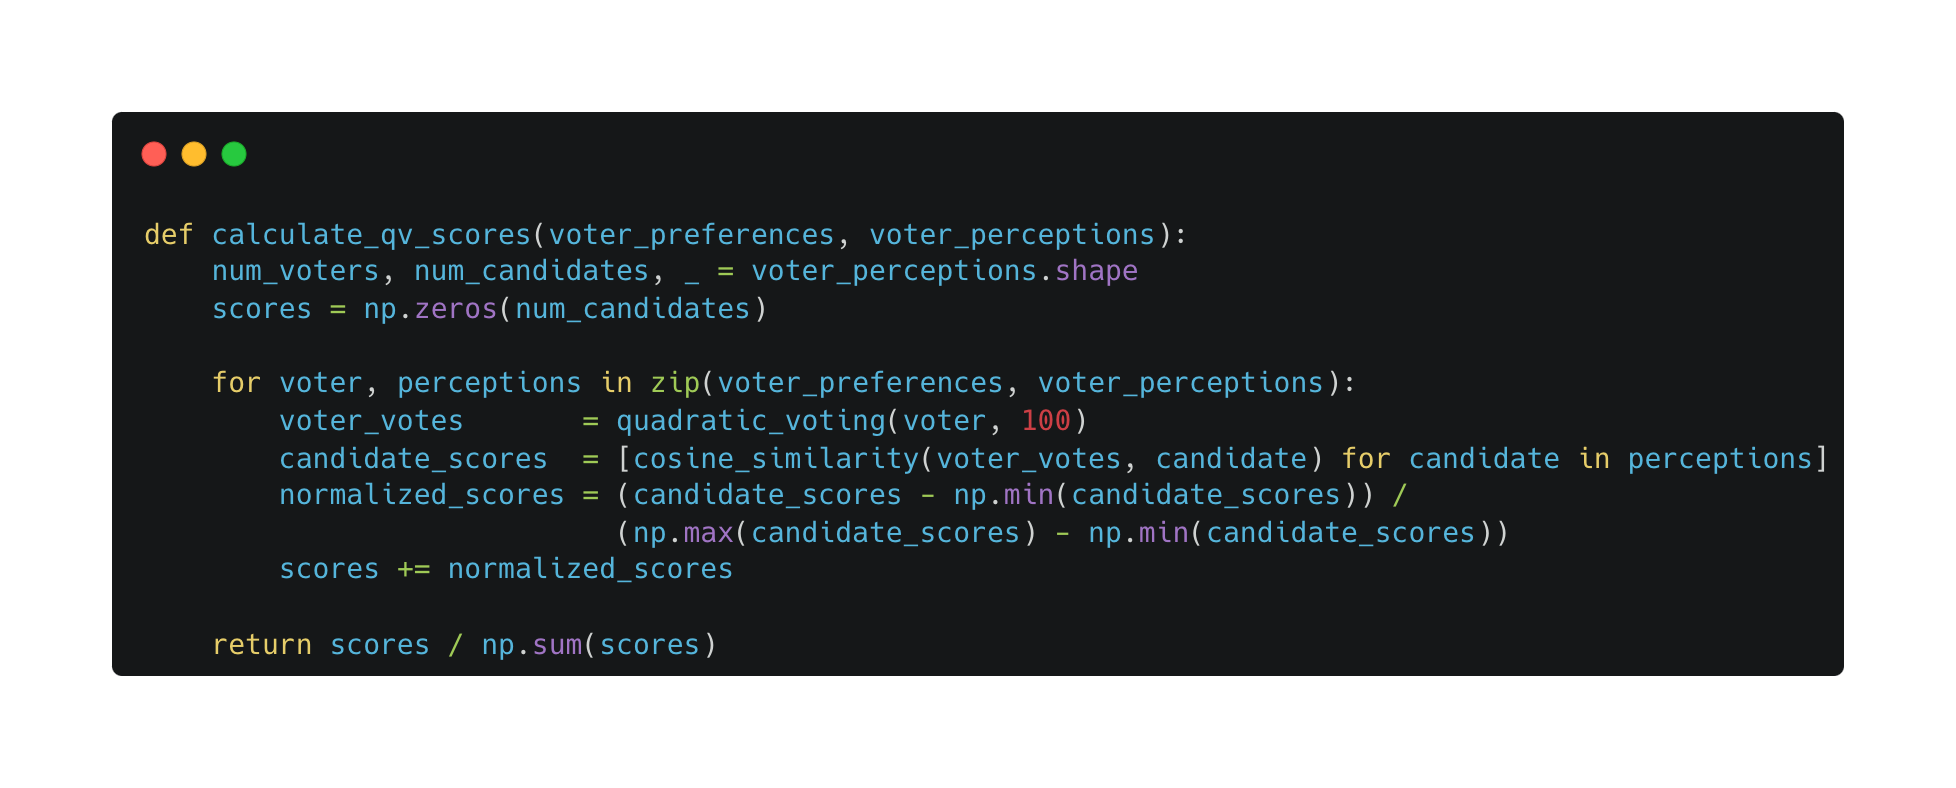 def calculate_qv_scores(voter_preferences, voter_perceptions):
    num_voters, num_candidates, _ = voter_perceptions.shape
    scores = np.zeros(num_candidates)

    for voter, perceptions in zip(voter_preferences, voter_perceptions):
        voter_votes       = quadratic_voting(voter, 100)
        candidate_scores  = [cosine_similarity(voter_votes, candidate) for candidate in perceptions]
        normalized_scores = (candidate_scores - np.min(candidate_scores)) /
                            (np.max(candidate_scores) - np.min(candidate_scores))
        scores += normalized_scores

    return scores / np.sum(scores)